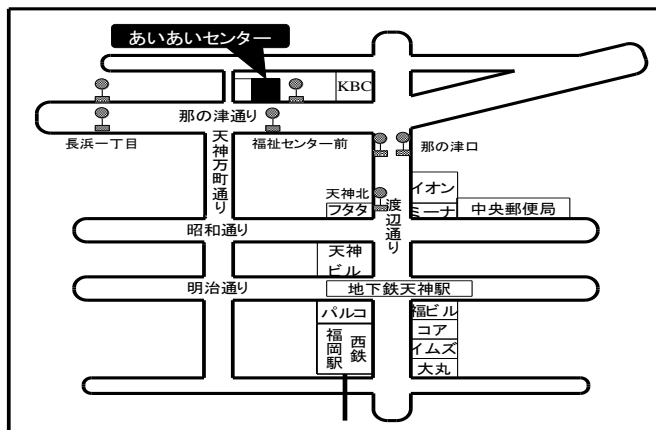 あいあいセンター
KBC
那の津通り
長浜一丁目
福祉センター前
那の津口
天神万町通り
天神北
フタタ
渡辺通り
イオン
ミーナ
中央郵便局
昭和通り
天神
ビル
明治通り
地下鉄天神駅
パルコ
福ビル
コア
西鉄
福岡駅
イムズ
大丸